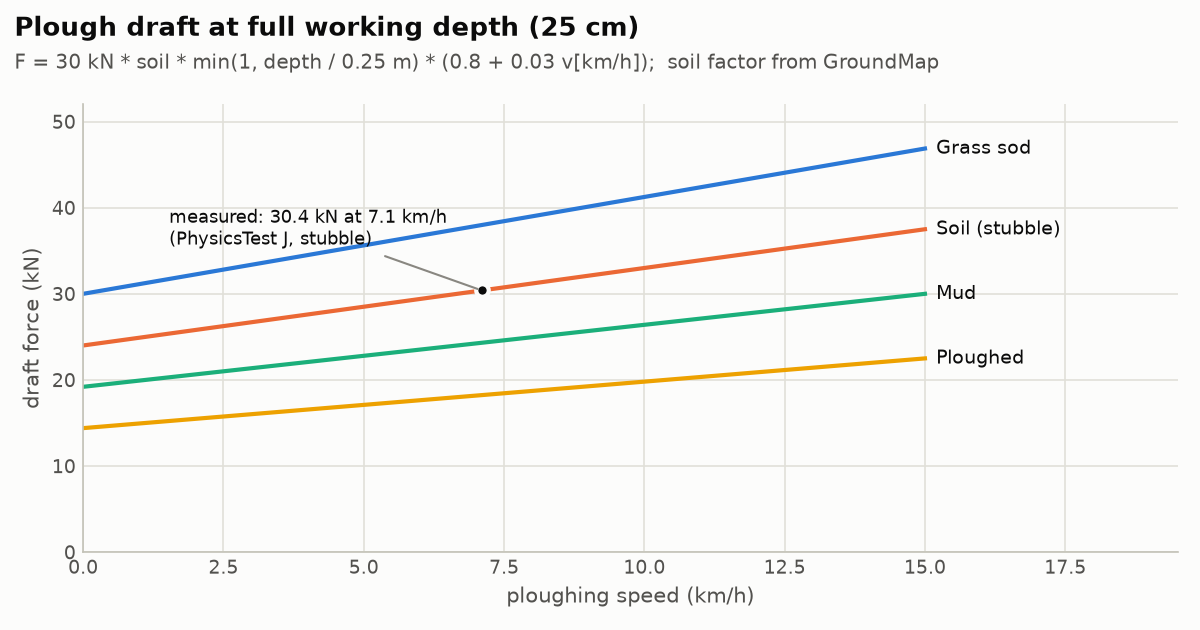 Plough draft at full working depth (25 cm)
F = 30 kN * soil * min(1, depth / 0.25 m) * (0.8 + 0.03 v[km/h]);  soil factor from GroundMap
50
40
30
20
10
0
draft force (kN)
measured: 30.4 kN at 7.1 km/h
(PhysicsTest J, stubble)
Grass sod
Soil (stubble)
Mud
Ploughed
0.0
2.5
5.0
7.5
10.0
12.5
15.0
17.5
ploughing speed (km/h)